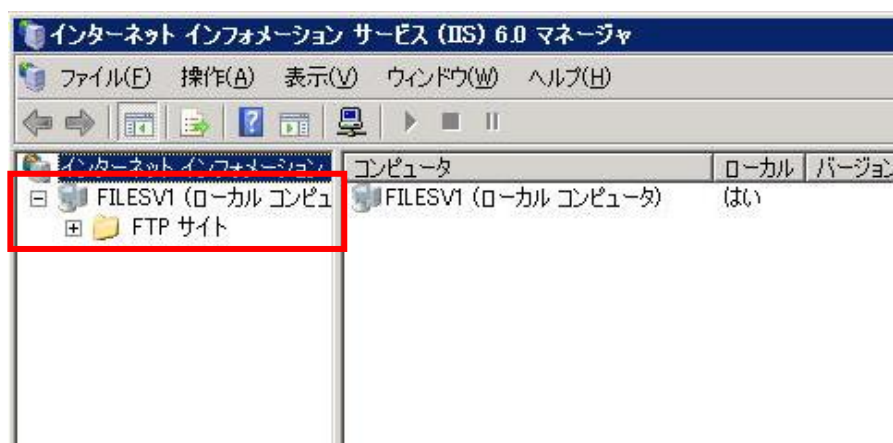 インターネット インフォメーション サービス (IIS) 6.0 マネージャ
ファイル(F) 操作(A) 表示(V) ウィンドウ(W) ヘルプ(H)
インターネット インフォメーション コンピュータ ローカル バージョン
FILESV1 (ローカル コンピュ FILESV1 (ローカル コンピュータ) はい
FTP サイト